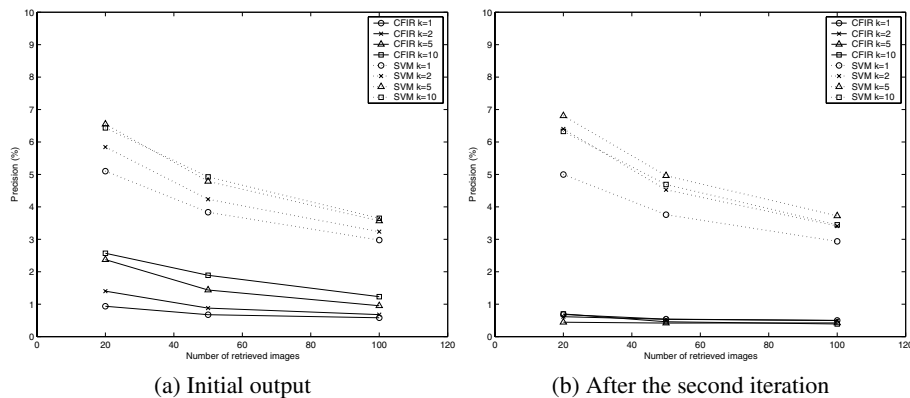 10
9
8
7
6
5
4
3
2
1
0
Precision (%)
0 20 40 60 80 100 120
Number of retrieved images
CFIR k=1
CFIR k=2
CFIR k=5
CFIR k=10
SVM k=1
SVM k=2
SVM k=5
SVM k=10
(a) Initial output
10
9
8
7
6
5
4
3
2
1
0
Precision (%)
0 20 40 60 80 100 120
Number of retrieved images
CFIR k=1
CFIR k=2
CFIR k=5
CFIR k=10
SVM k=1
SVM k=2
SVM k=5
SVM k=10
(b) After the second iteration